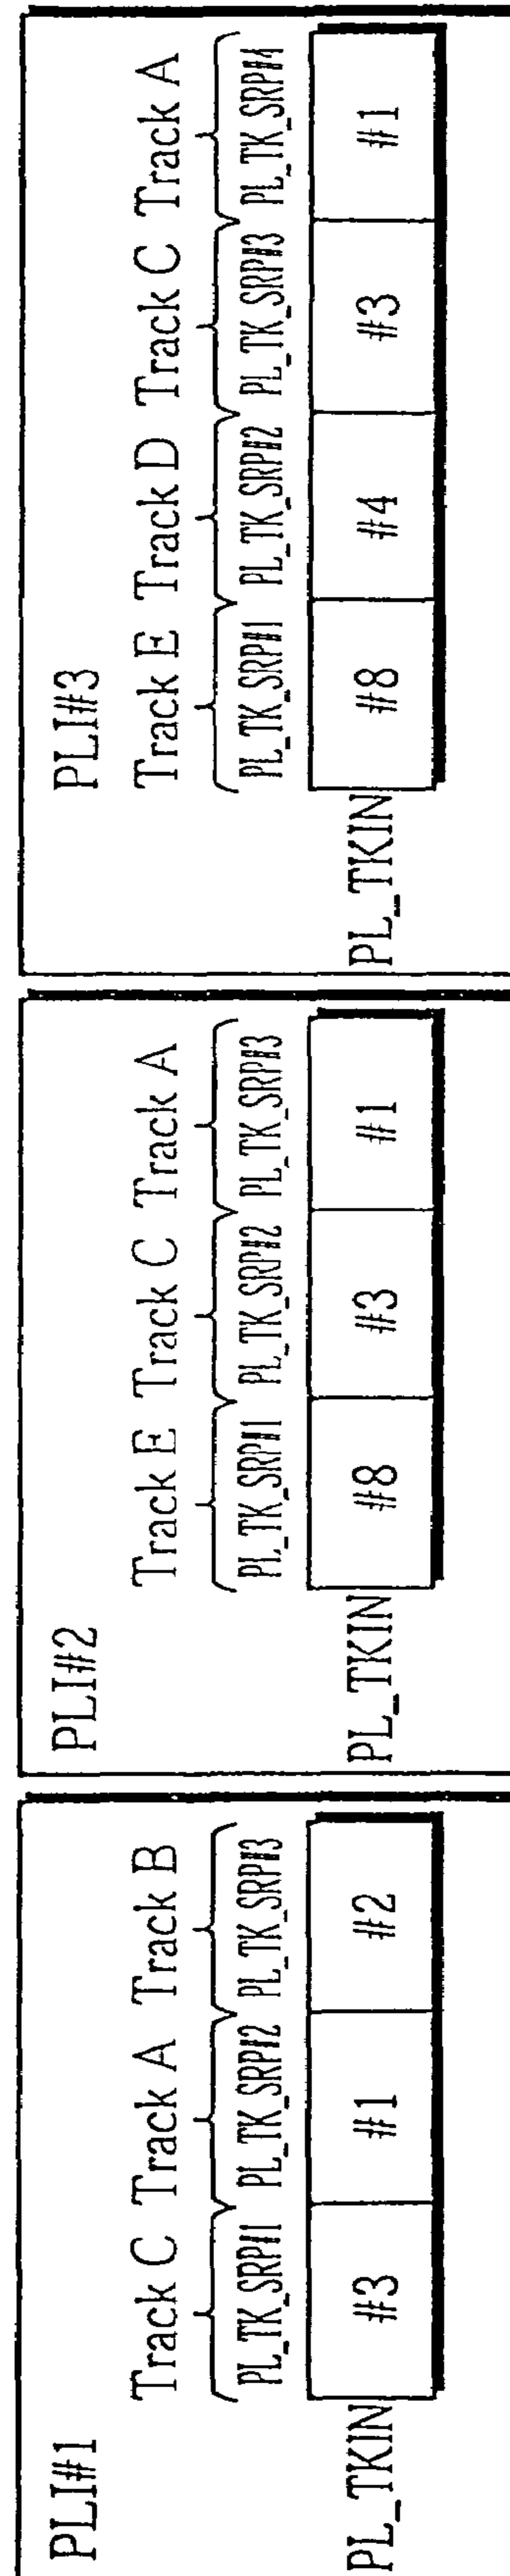 PLI#1
Track C Track A Track B
PL_TK_SRP#1 PL_TK_SRP#2 PL_TK_SRP#3
PL_TKIN #3 #1 #2
PLI#2
Track E Track C Track A
PL_TK_SRP#1 PL_TK_SRP#2 PL_TK_SRP#3
PL_TKIN #8 #3 #1
PLI#3
Track E Track D Track C Track A
PL_TK_SRP#1 PL_TK_SRP#2 PL_TK_SRP#3 PL_TK_SRP#4
PL_TKIN #8 #4 #3 #1